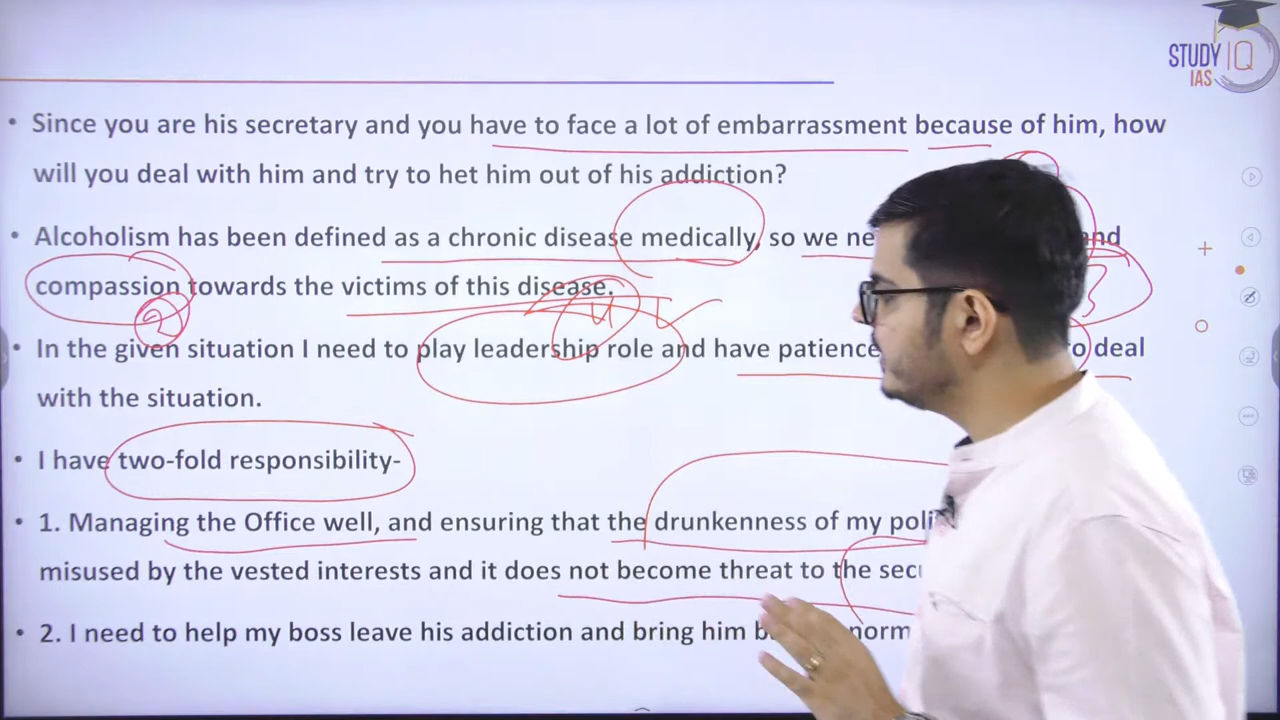 STUDY IQ
IAS
• Since you are his secretary and you have to face a lot of embarrassment because of him, how
will you deal with him and try to het him out of his addiction?
• Alcoholism has been defined as a chronic disease medically, so we and
compassion towards the victims of this disease.
• In the given situation I need to play leadership role and have patience to deal
with the situation.
• I have two-fold responsibility-
• 1. Managing the Office well, and ensuring that the drunkenness of my
misused by the vested interests and it does not become threat to the
• 2. I need to help my boss leave his addiction and bring him